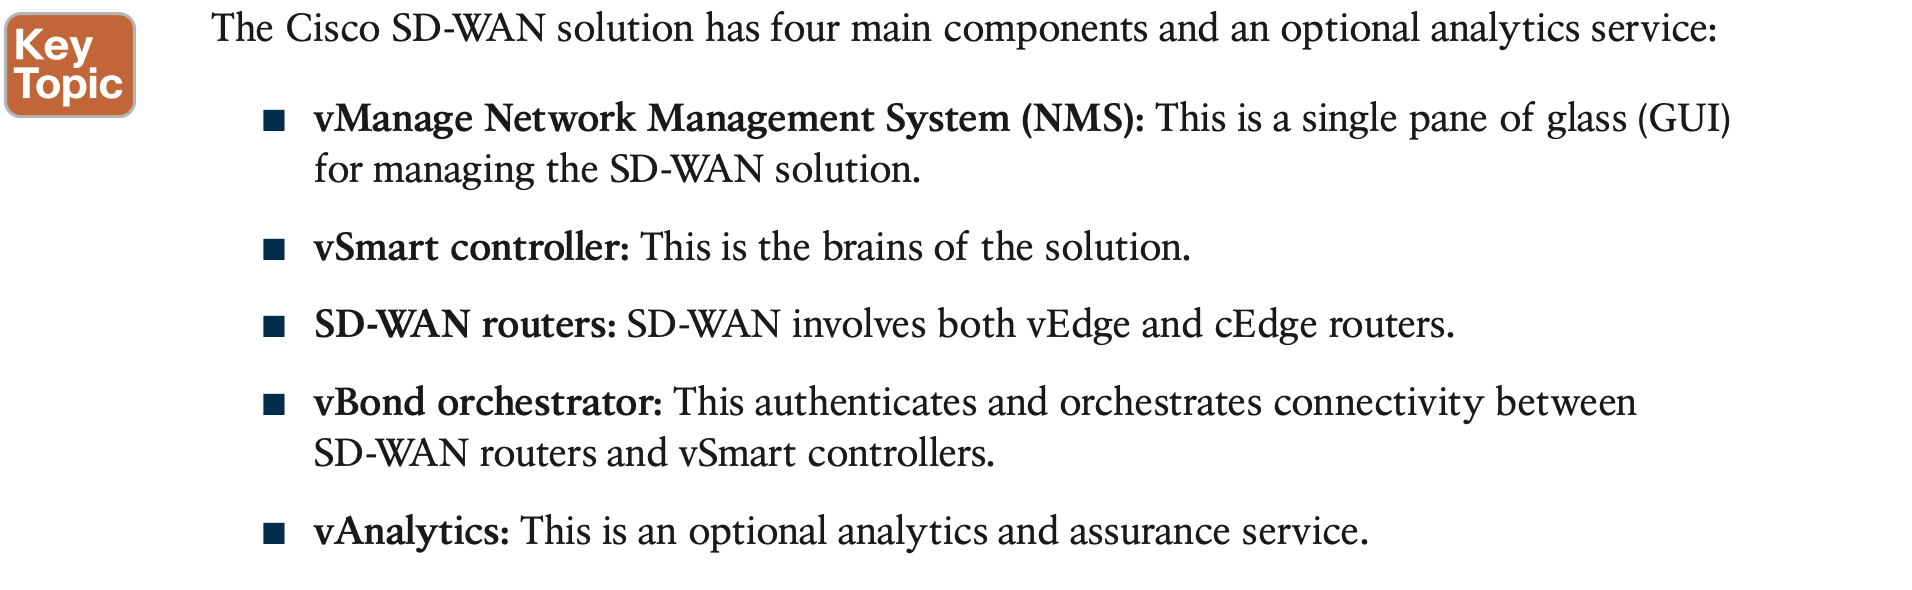 Key
Topic
The Cisco SD-WAN solution has four main components and an optional analytics service:
■ vManage Network Management System (NMS): This is a single pane of glass (GUI)
for managing the SD-WAN solution.
■ vSmart controller: This is the brains of the solution.
■ SD-WAN routers: SD-WAN involves both vEdge and cEdge routers.
■ vBond orchestrator: This authenticates and orchestrates connectivity between
SD-WAN routers and vSmart controllers.
■ vAnalytics: This is an optional analytics and assurance service.